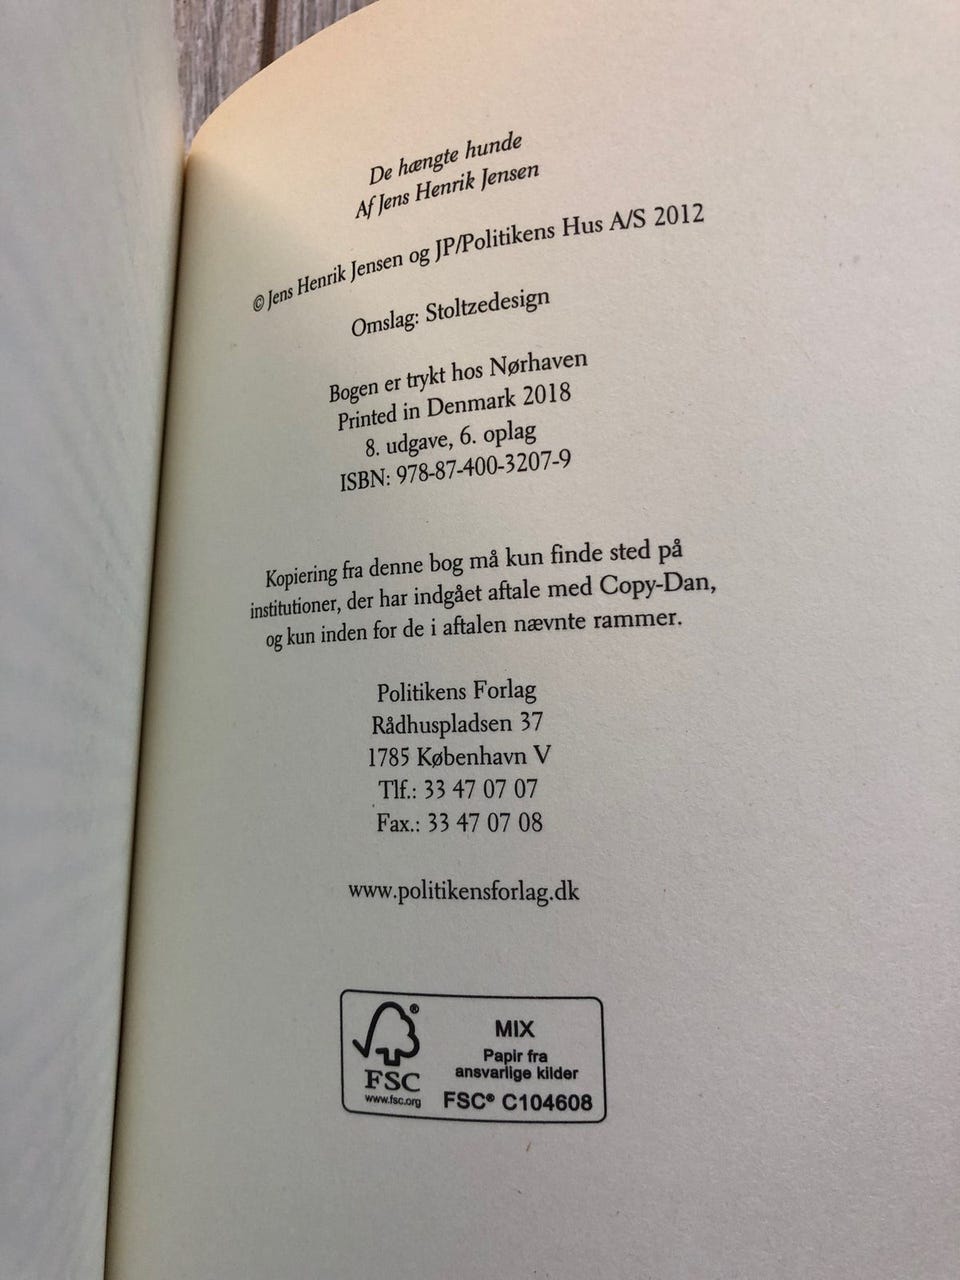 De hængte hunde
Af Jens Henrik Jensen
© Jens Henrik Jensen og JP/Politikens Hus A/S 2012
Omslag: Stoltzedesign
Bogen er trykt hos Nørhaven
Printed in Denmark 2018
8. udgave, 6. oplag
ISBN: 978-87-400-3207-9
Kopiering fra denne bog må kun finde sted på
institutioner, der har indgået aftale med Copy-Dan,
og kun inden for de i aftalen nævnte rammer.
Politikens Forlag
Rådhuspladsen 37
1785 København V
Tlf.: 33 47 07 07
Fax.: 33 47 07 08
www.politikensforlag.dk
®
FSC
www.fsc.org
MIX
Papir fra
ansvarlige kilder
FSC® C104608